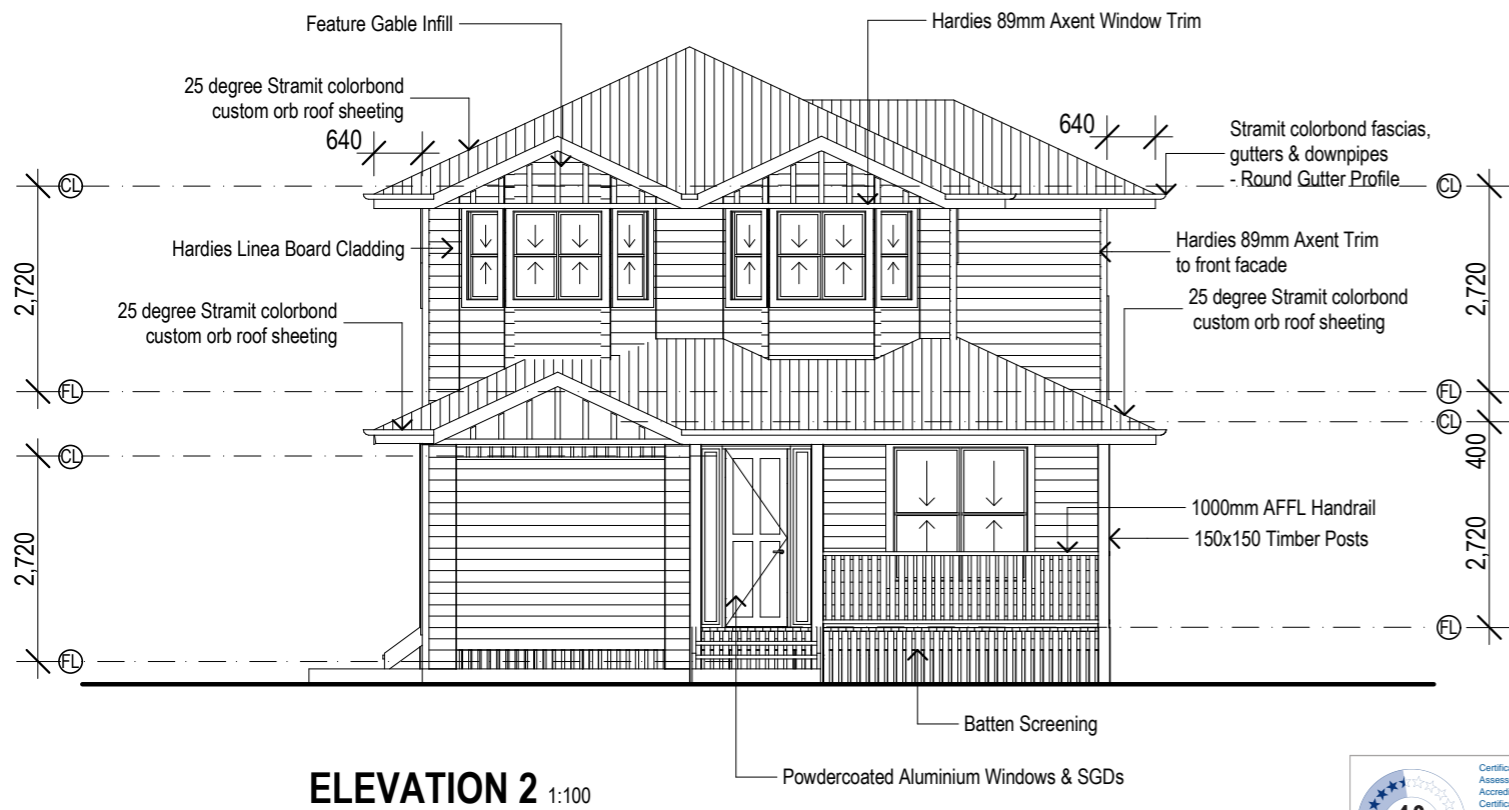 Feature Gable Infill
Hardies 89mm Axent Window Trim
25 degree Stramit colorbond
custom orb roof sheeting
640
640
Stramit colorbond fascias,
gutters & downpipes
- Round Gutter Profile
CL
CL
Hardies Linea Board Cladding
Hardies 89mm Axent Trim
to front facade
2,720
2,720
25 degree Stramit colorbond
custom orb roof sheeting
25 degree Stramit colorbond
custom orb roof sheeting
FL
FL
CL
CL
400
1000mm AFFL Handrail
150x150 Timber Posts
2,720
2,720
FL
FL
Batten Screening
Powdercoated Aluminium Windows & SGDs
ELEVATION 2 1:100